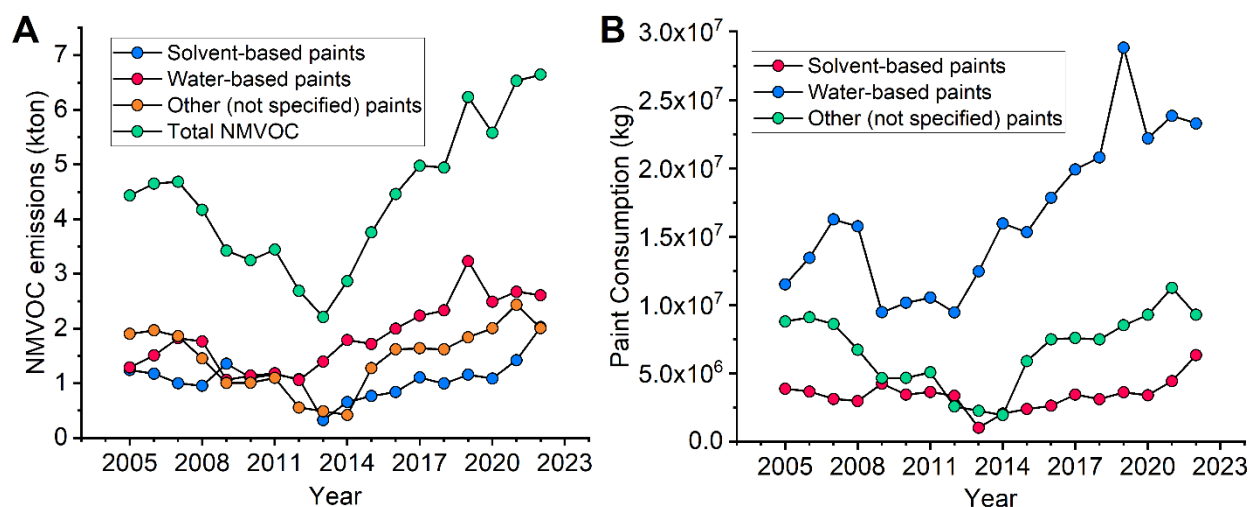 A
NMVOC emissions (kton)
7
6
5
4
3
2
1
0
Solvent-based paints
Water-based paints
Other (not specified) paints
Total NMVOC
2005 2008 2011 2014 2017 2020 2023
Year
B
Paint Consumption (kg)
3.0x10⁷
2.5x10⁷
2.0x10⁷
1.5x10⁷
1.0x10⁷
5.0x10⁶
0.0
Solvent-based paints
Water-based paints
Other (not specified) paints
2005 2008 2011 2014 2017 2020 2023
Year